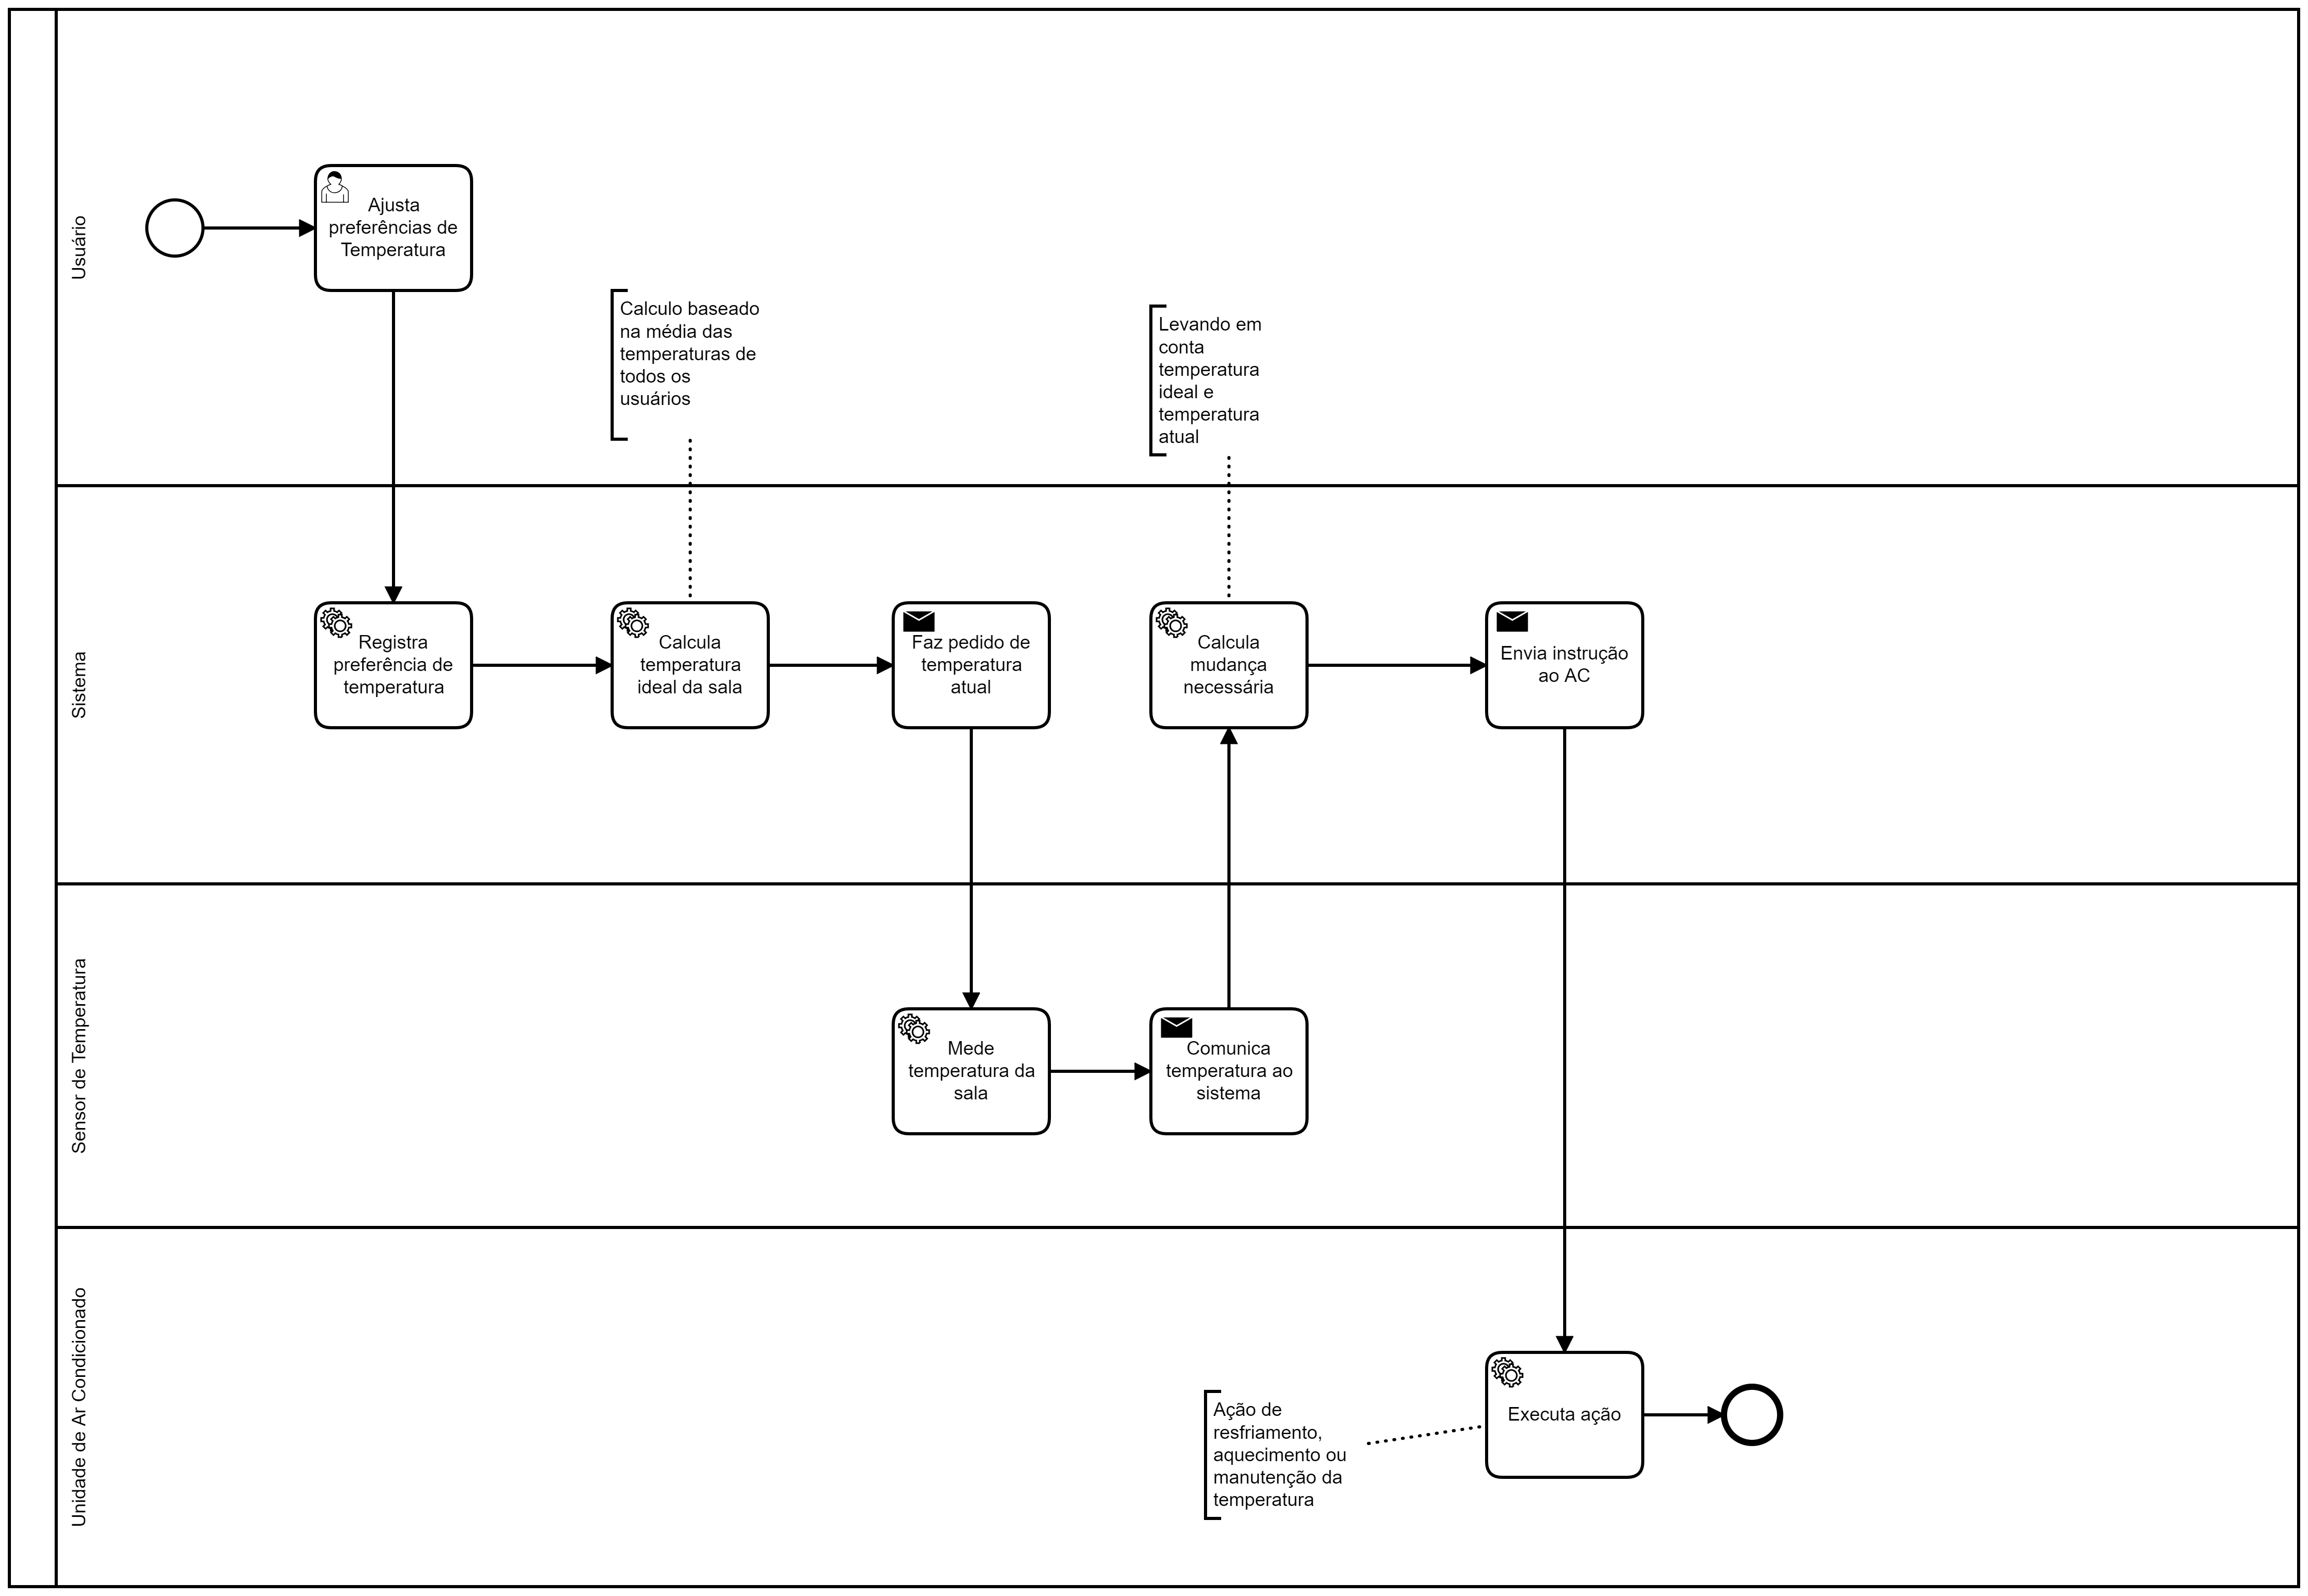 Usuário
Ajusta
preferências de
Temperatura
Calculo baseado
na média das
temperaturas de
todos os
usuários
Levando em
conta
temperatura
ideal e
temperatura
atual
Sistema
Registra
preferência de
temperatura
Calcula
temperatura
ideal da sala
Faz pedido de
temperatura
atual
Calcula
mudança
necessária
Envia instrução
ao AC
Sensor de Temperatura
Mede
temperatura da
sala
Comunica
temperatura ao
sistema
Unidade de Ar Condicionado
Ação de
resfriamento,
aquecimento ou
manutenção da
temperatura
Executa ação